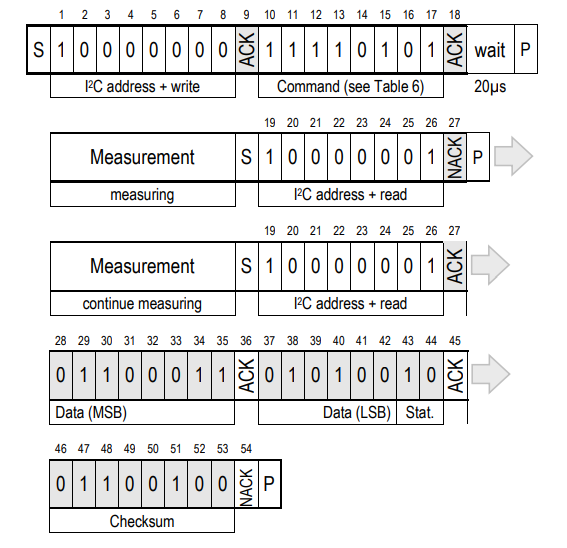 1 2 3 4 5 6 7 8 9 10 11 12 13 14 15 16 17 18
S 1 0 0 0 0 0 0 0 ACK 1 1 1 1 0 1 0 1 ACK wait P
I²C address + write Command (see Table 6) 20µs
19 20 21 22 23 24 25 26 27
Measurement S 1 0 0 0 0 0 1 NACK P
measuring I²C address + read
19 20 21 22 23 24 25 26 27
Measurement S 1 0 0 0 0 0 1 ACK
continue measuring I²C address + read
28 29 30 31 32 33 34 35 36 37 38 39 40 41 42 43 44 45
0 1 1 0 0 0 1 1 ACK 0 1 0 1 0 0 1 0 ACK
Data (MSB) Data (LSB) Stat.
46 47 48 49 50 51 52 53 54
0 1 1 0 0 1 0 0 NACK P
Checksum